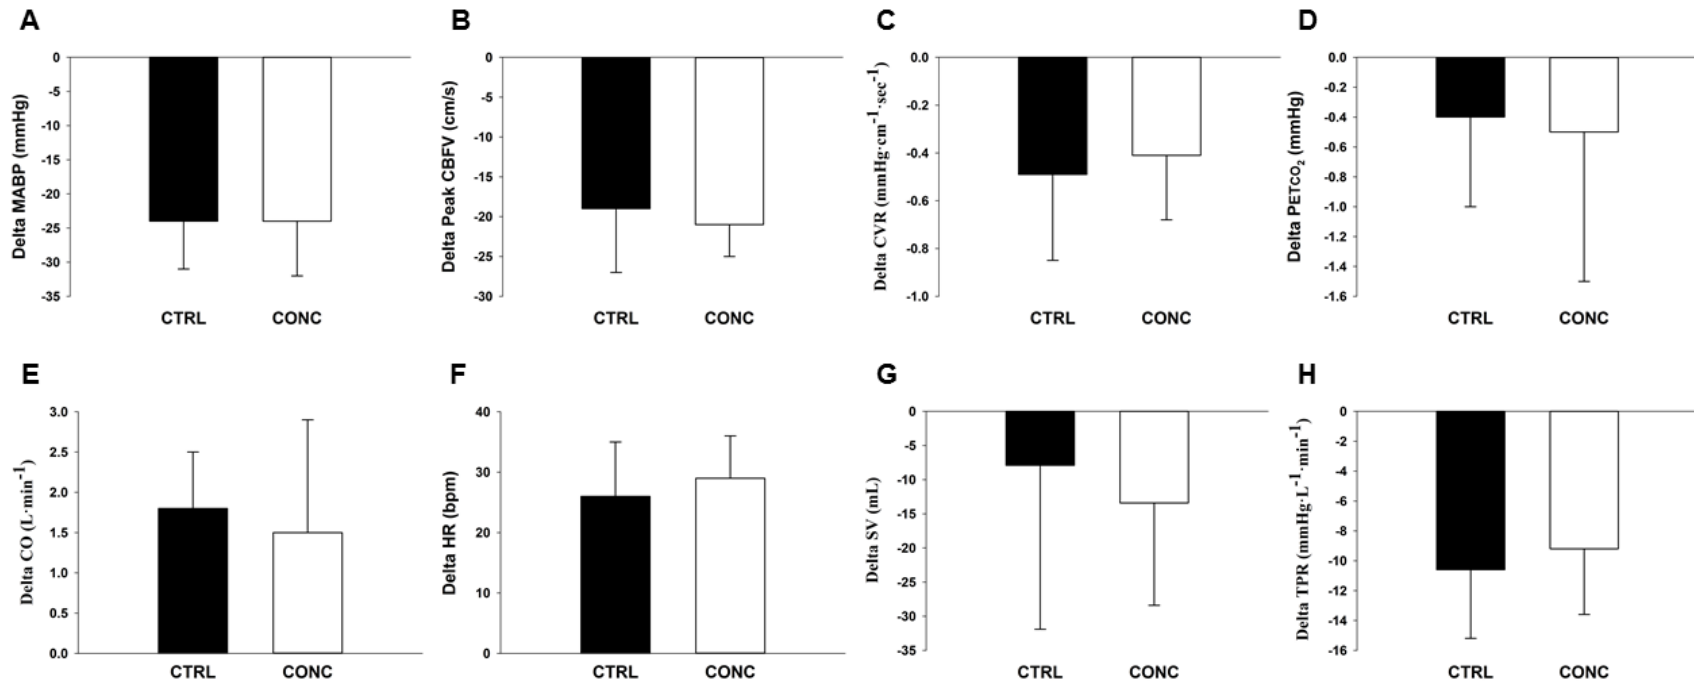 A
Delta MABP (mmHg)
0
-5
-10
-15
-20
-25
-30
-35
CTRL CONC
B
Delta Peak CBFV (cm/s)
0
-5
-10
-15
-20
-25
-30
CTRL CONC
C
Delta CVR (mmHg·cm⁻¹·sec⁻¹)
0.0
-0.2
-0.4
-0.6
-0.8
-1.0
CTRL CONC
D
Delta PETCO₂ (mmHg)
0.0
-0.2
-0.4
-0.6
-0.8
-1.0
-1.2
-1.4
-1.6
CTRL CONC
E
Delta CO (L·min⁻¹)
3.0
2.5
2.0
1.5
1.0
0.5
0.0
CTRL CONC
F
Delta HR (bpm)
40
30
20
10
0
CTRL CONC
G
Delta SV (mL)
0
-5
-10
-15
-20
-25
-30
-35
CTRL CONC
H
Delta TPR (mmHg·L⁻¹·min⁻¹)
0
-2
-4
-6
-8
-10
-12
-14
-16
CTRL CONC